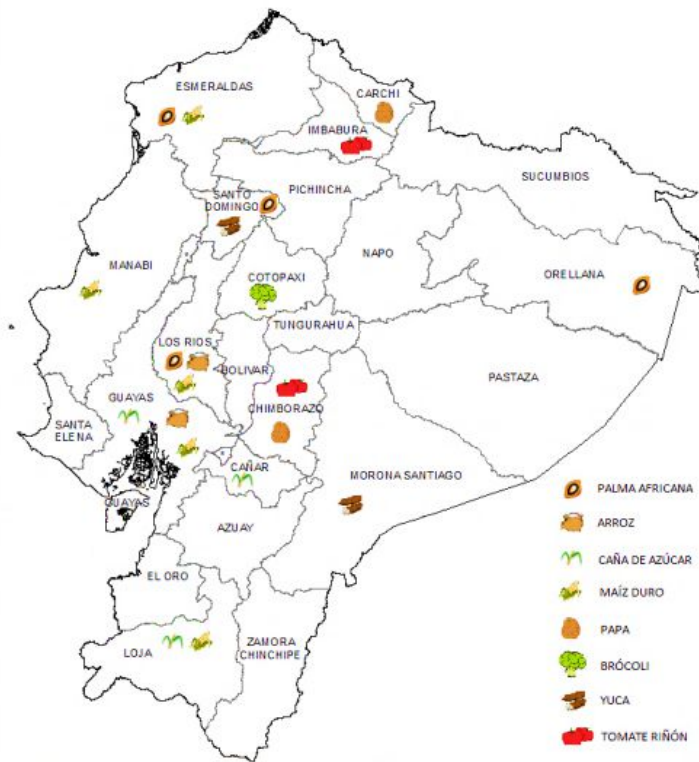 ESMERALDAS
CARCHI
IMBABURA
SUCUMBIOS
SANTO
DOMINGO
PICHINCHA
NAPO
MANABI
COTOPAXI
ORELLANA
TUNGURAHUA
LOS RIOS
BOLIVAR
PASTAZA
GUAYAS
CHIMBORAZO
SANTA
ELENA
CAÑAR
MORONA SANTIAGO
GUAYAS
AZUAY
EL ORO
LOJA
ZAMORA
CHINCHIPE
PALMA AFRICANA
ARROZ
CAÑA DE AZÚCAR
MAÍZ DURO
PAPA
BRÓCOLI
YUCA
TOMATE RIÑÓN